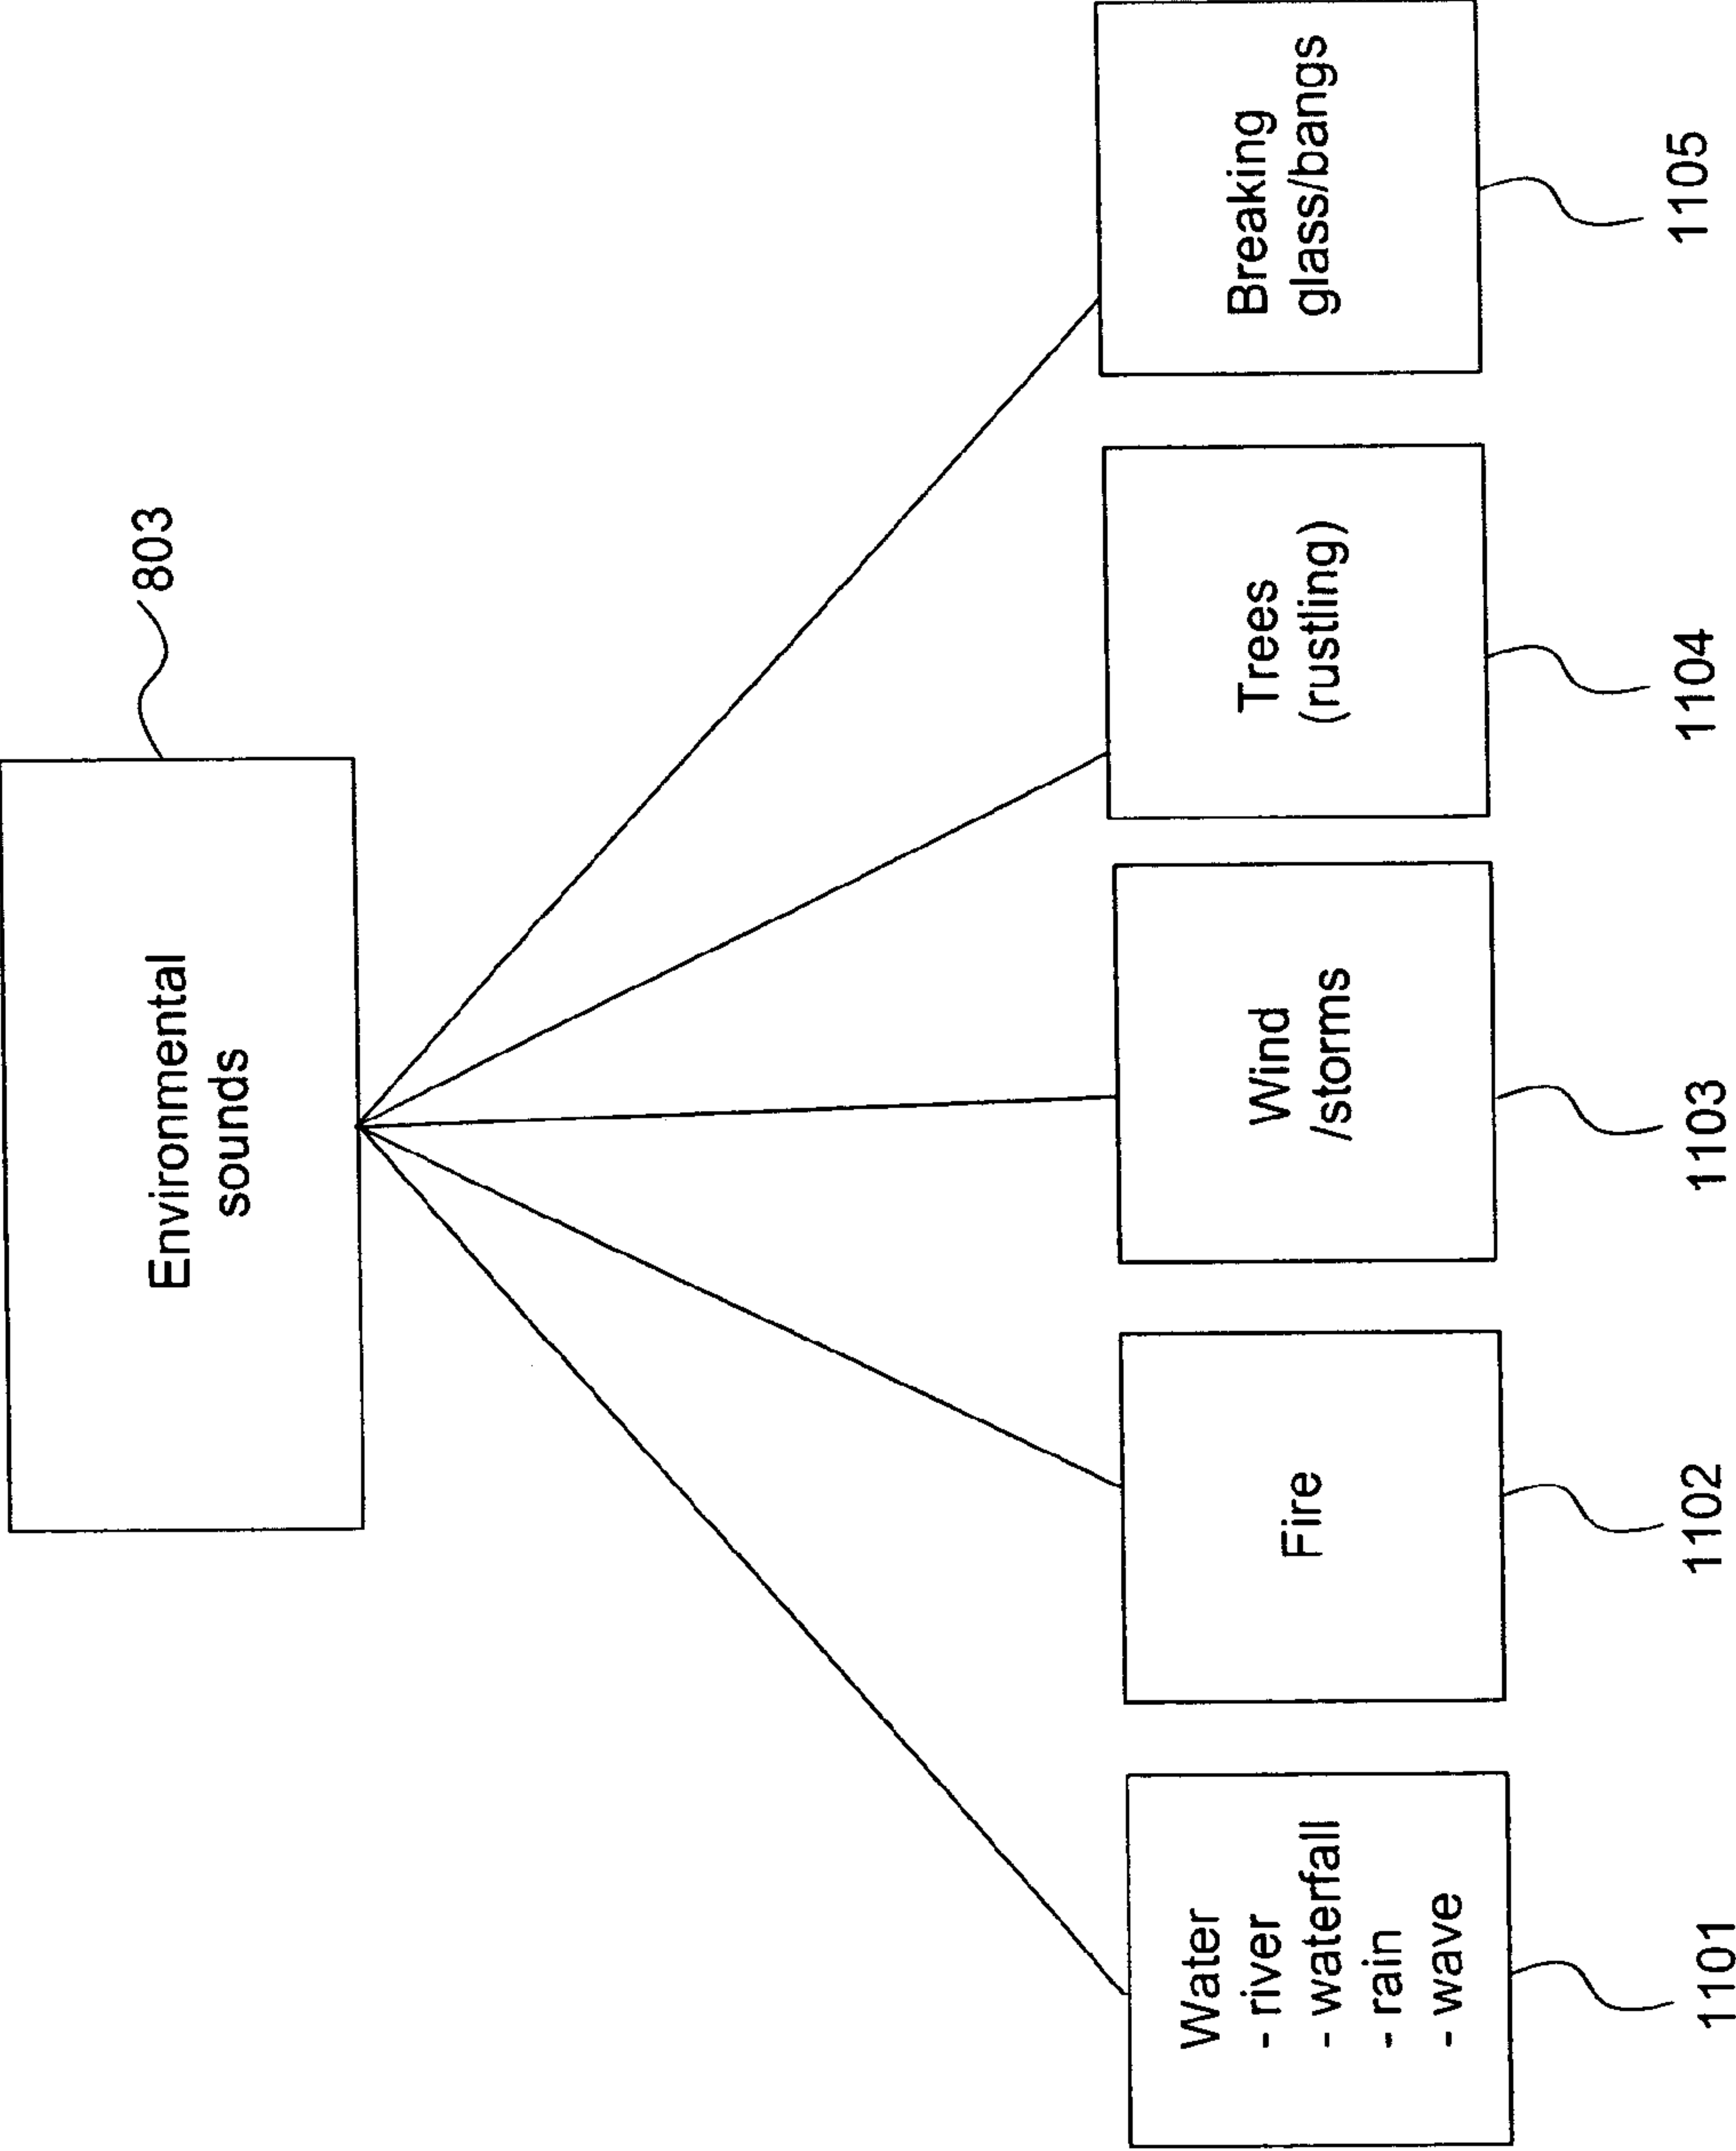 Environmental
sounds
803
Water
- river
- waterfall
- rain
- wave
1101
Fire
1102
Wind
/storms
1103
Trees
(rustling)
1104
Breaking
glass/bangs
1105